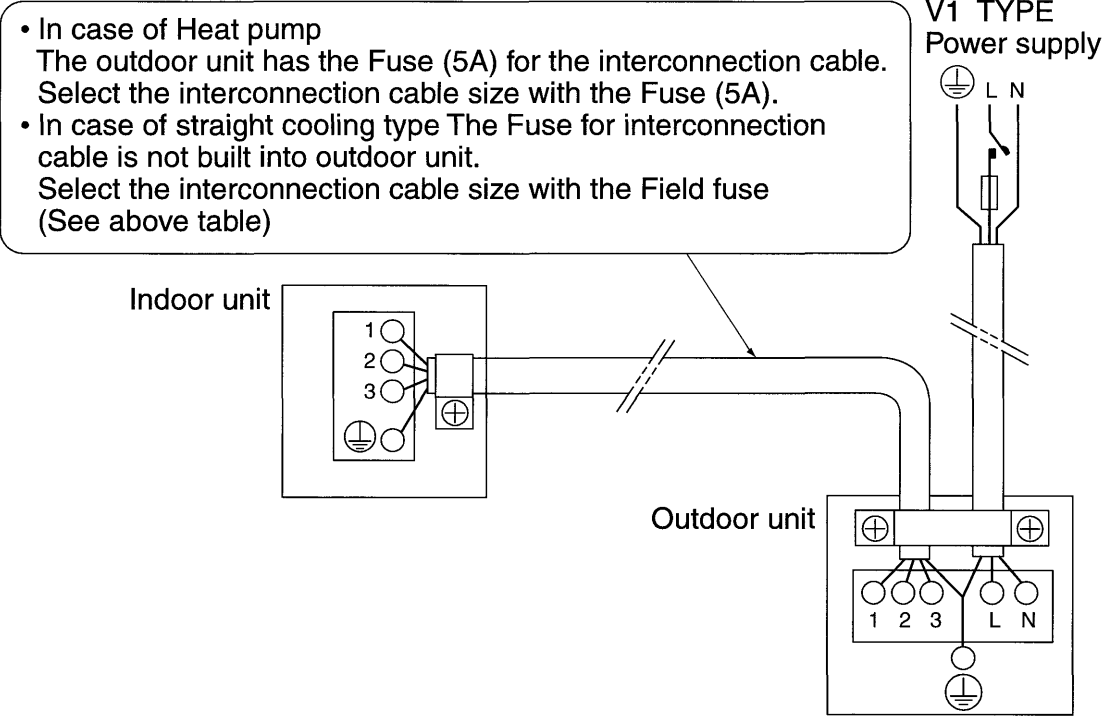 • In case of Heat pump
The outdoor unit has the Fuse (5A) for the interconnection cable.
Select the interconnection cable size with the Fuse (5A).
• In case of straight cooling type The Fuse for interconnection
cable is not built into outdoor unit.
Select the interconnection cable size with the Field fuse
(See above table)
V1 TYPE
Power supply
L N
Indoor unit
1
2
3
Outdoor unit
1 2 3 L N